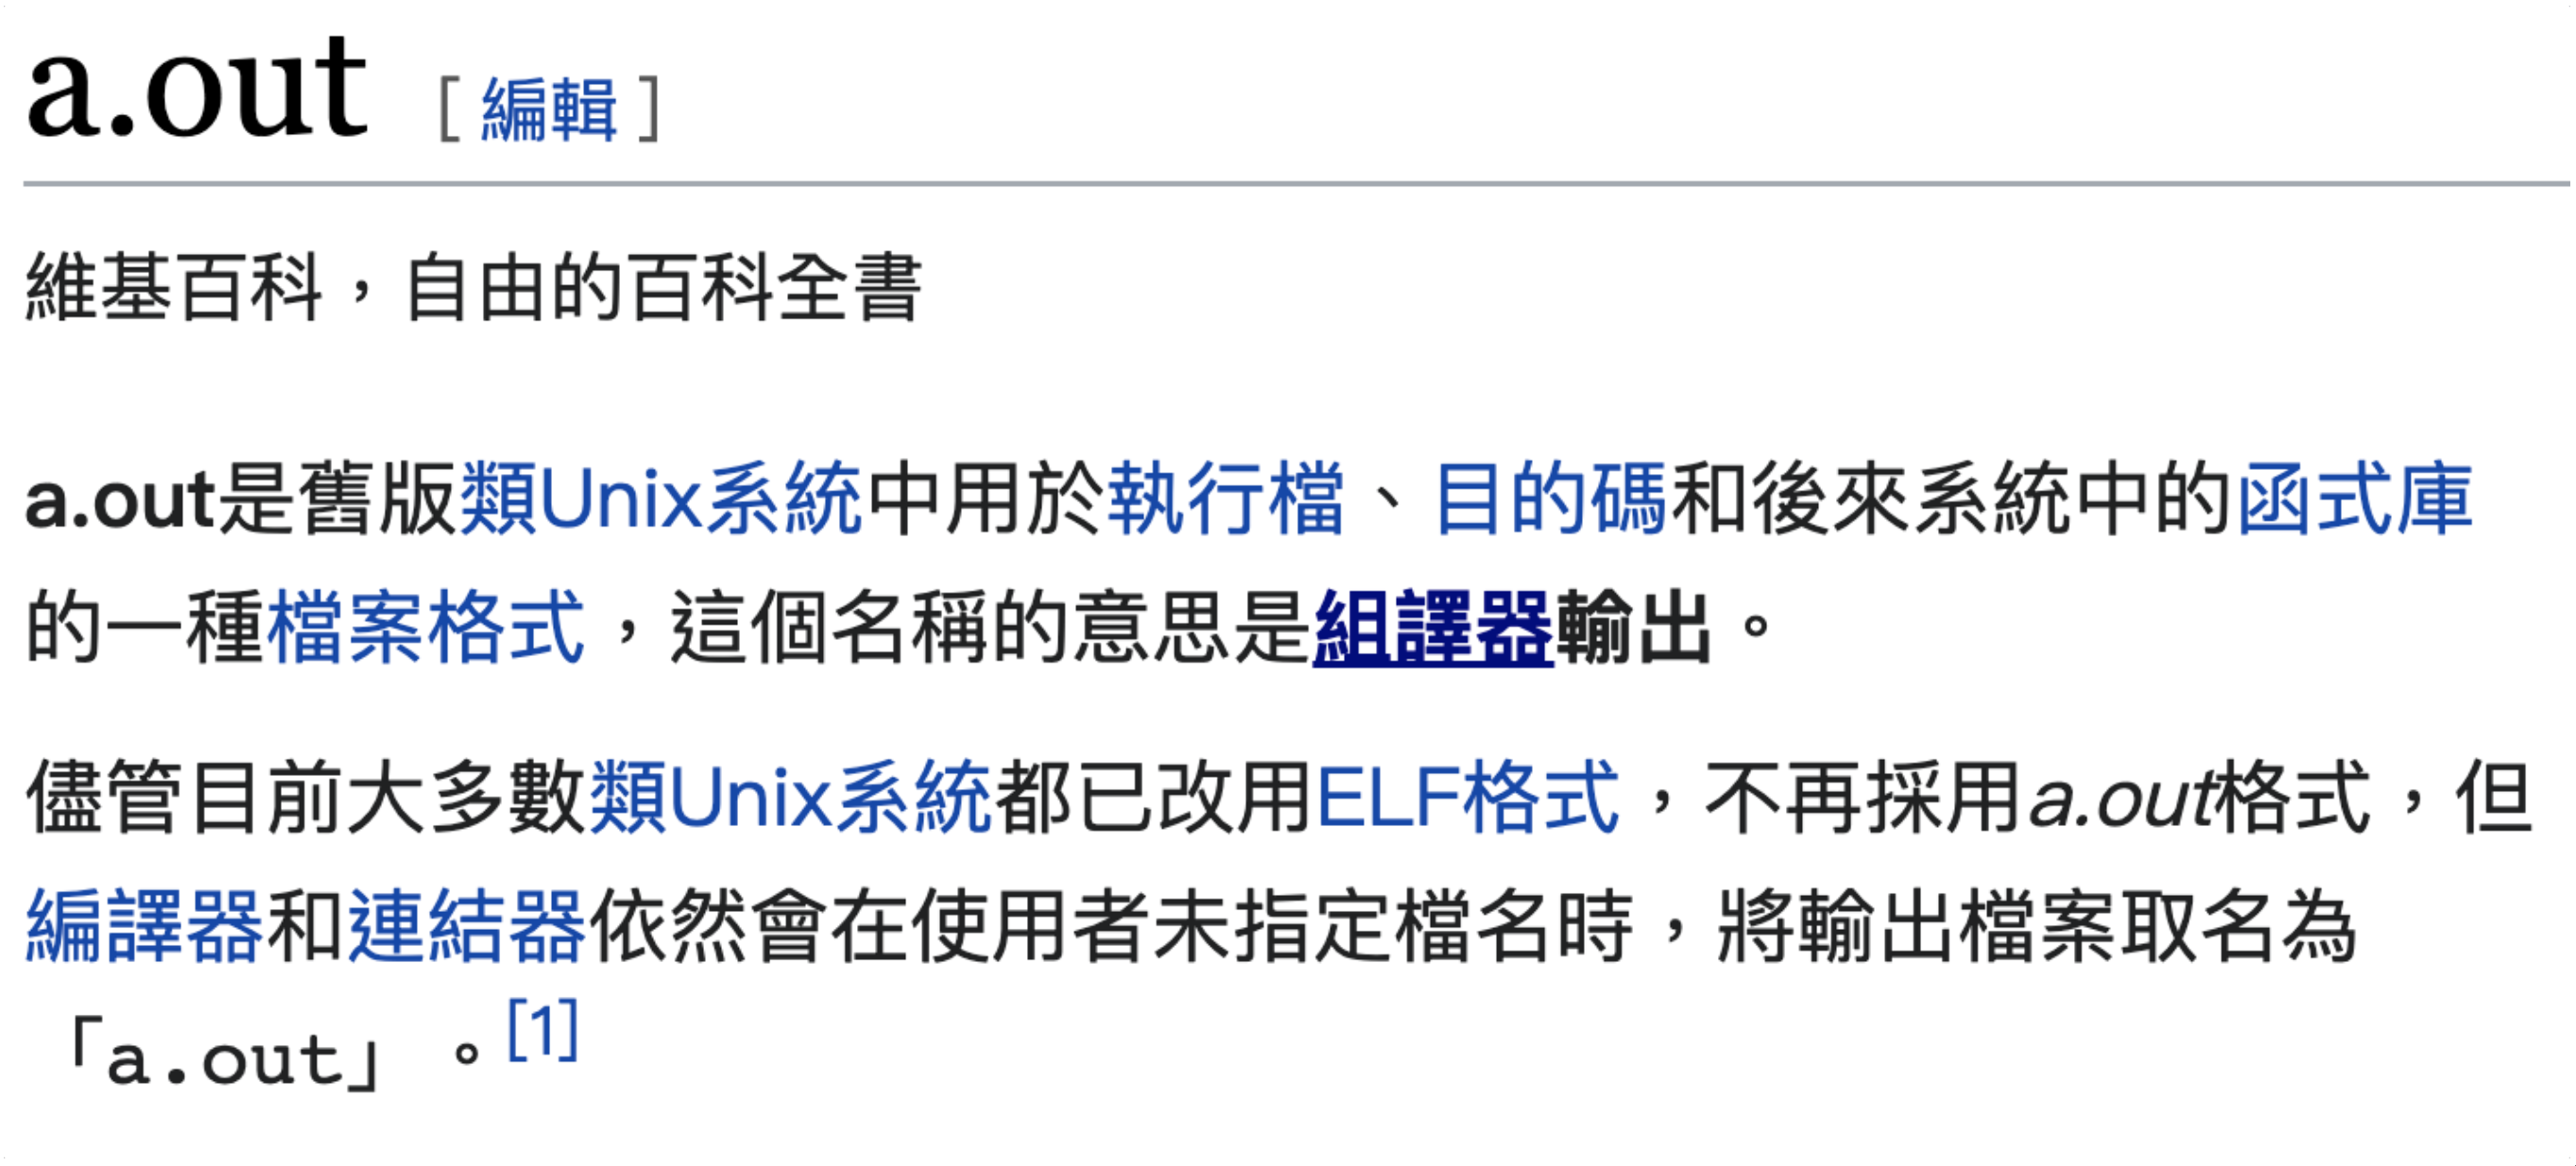 a.out [ 編輯 ]
維基百科，自由的百科全書
a.out是舊版類Unix系統中用於執行檔、目的碼和後來系統中的函式庫
的一種檔案格式，這個名稱的意思是組譯器輸出。
儘管目前大多數類Unix系統都已改用ELF格式，不再採用a.out格式，但
編譯器和連結器依然會在使用者未指定檔名時，將輸出檔案取名為
「a.out」。[1]